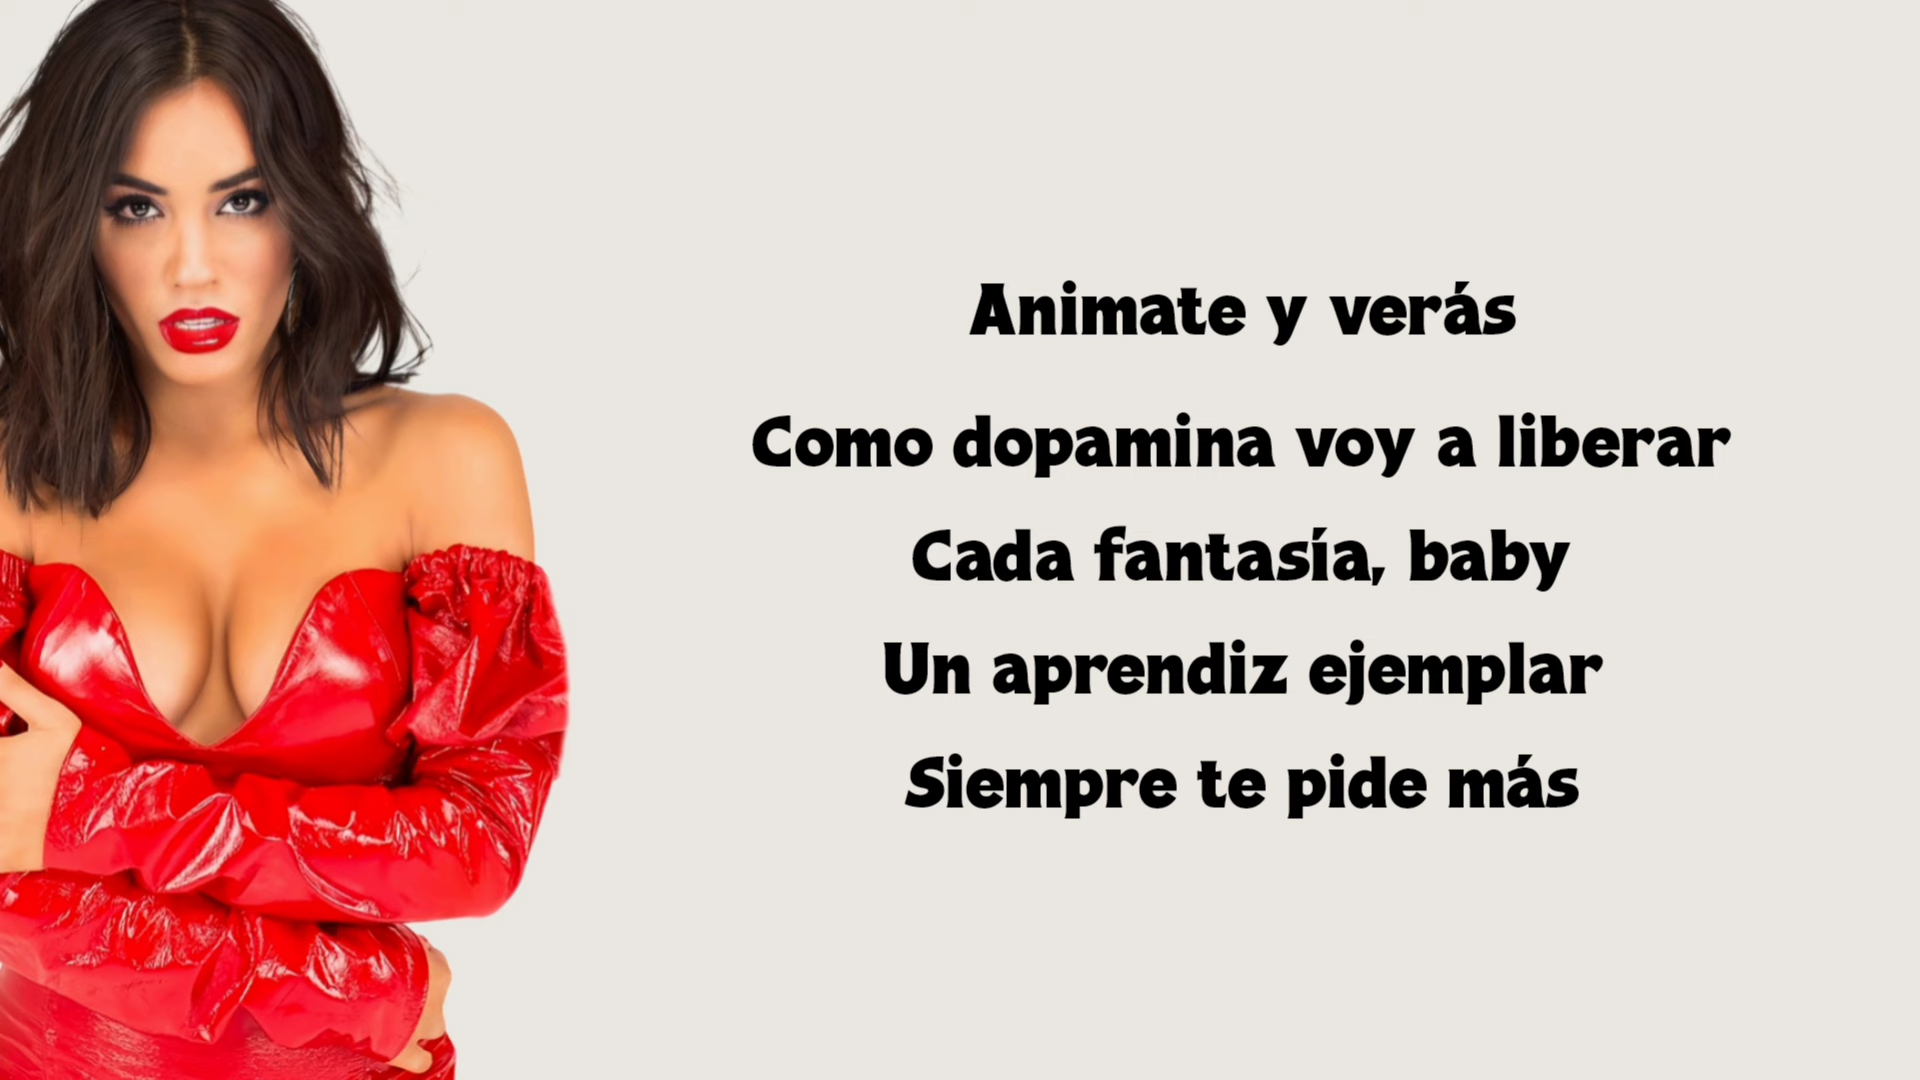 Animate y verás
Como dopamina voy a liberar
Cada fantasía, baby
Un aprendiz ejemplar
Siempre te pide más